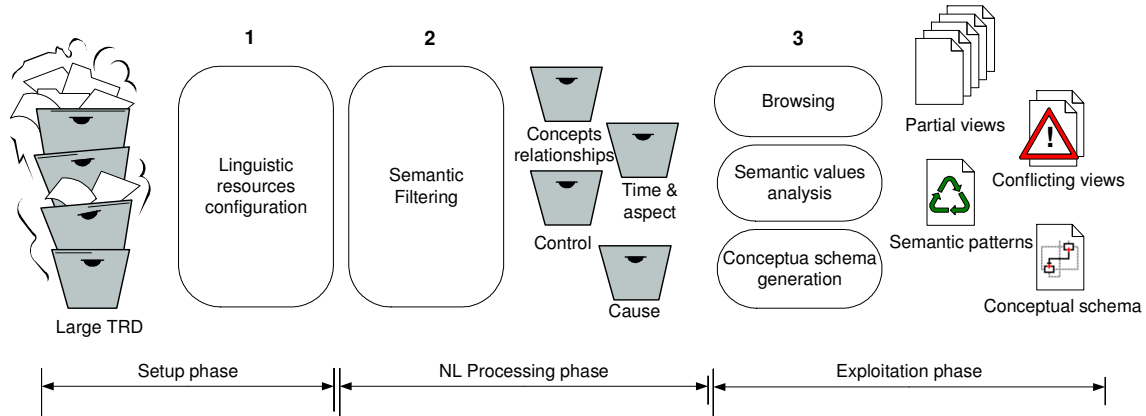 1
2
3
Large TRD
Linguistic
resources
configuration
Semantic
Filtering
Concepts
relationships
Time &
aspect
Control
Cause
Browsing
Semantic values
analysis
Conceptua schema
generation
Partial views
!
Conflicting views
Semantic patterns
Conceptual schema
Setup phase
NL Processing phase
Exploitation phase